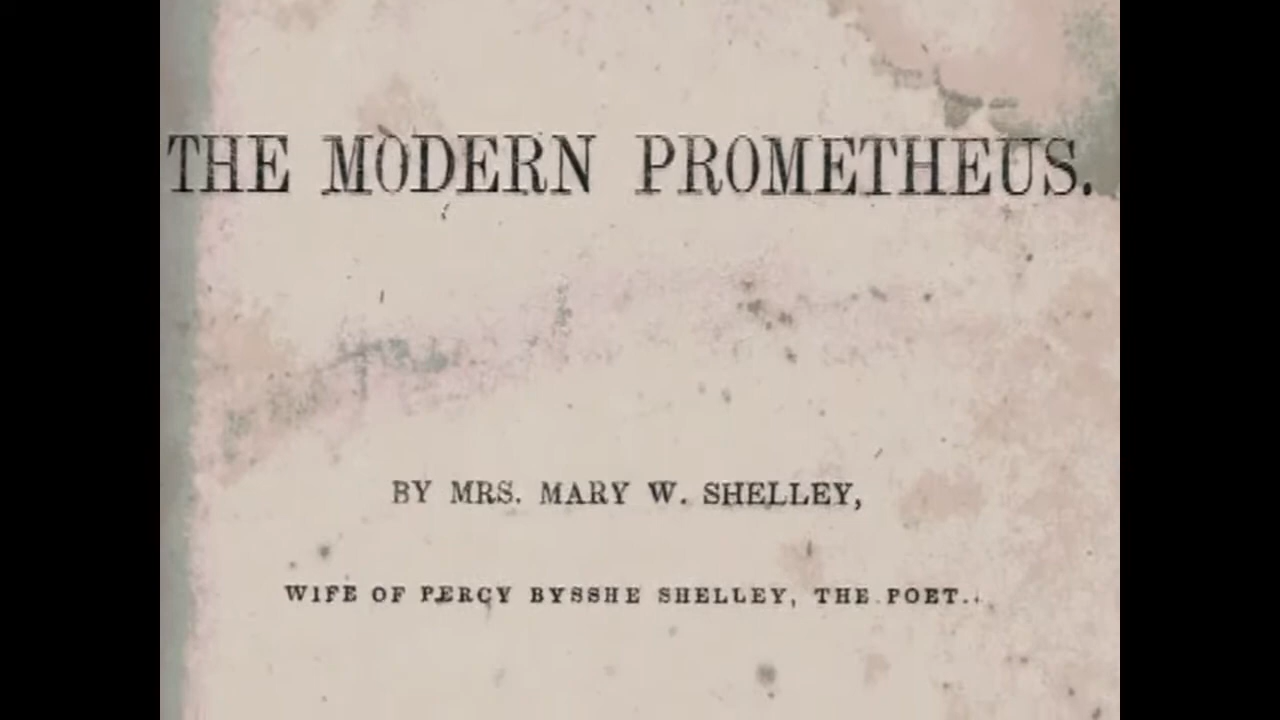 THE MODERN PROMETHEUS.
BY MRS. MARY W. SHELLEY,
WIFE OF PERCY BYSSHE SHELLEY, THE POET.